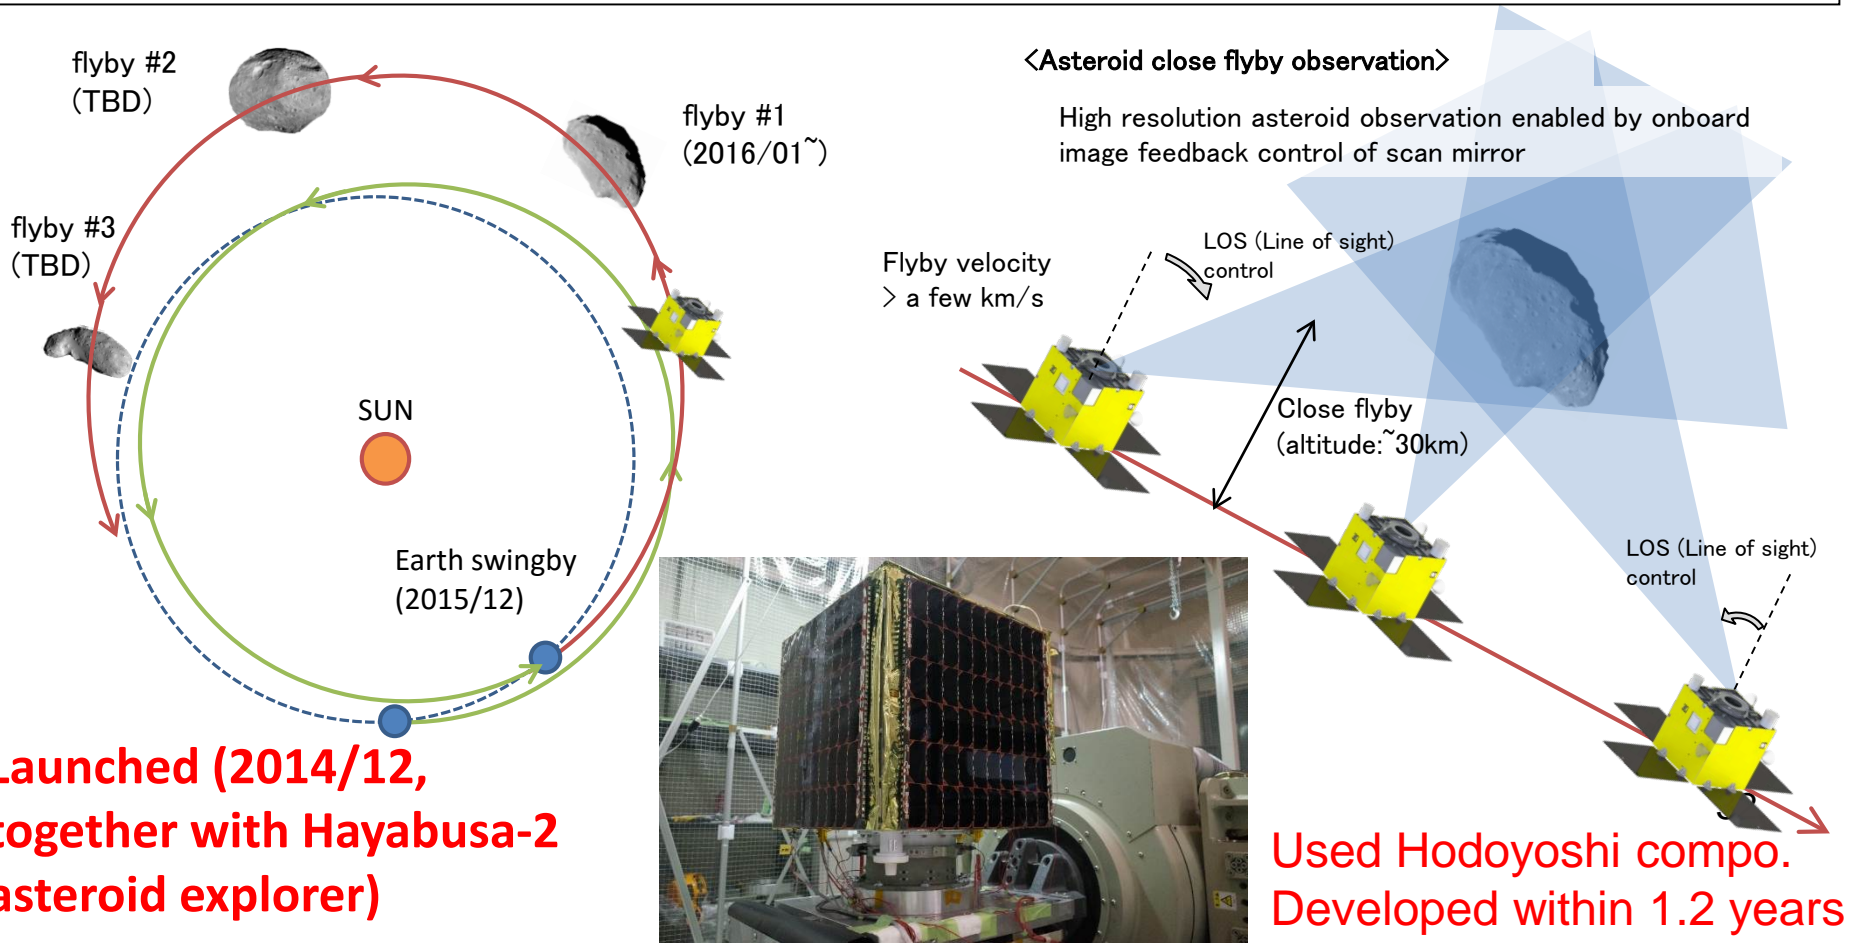 flyby #2
(TBD)
flyby #1
(2016/01~)
flyby #3
(TBD)
SUN
Earth swingby
(2015/12)
Launched (2014/12,
together with Hayabusa-2
asteroid explorer)
<Asteroid close flyby observation>
High resolution asteroid observation enabled by onboard
image feedback control of scan mirror
LOS (Line of sight)
control
Flyby velocity
> a few km/s
Close flyby
(altitude:~30km)
LOS (Line of sight)
control
Used Hodoyoshi compo.
Developed within 1.2 years